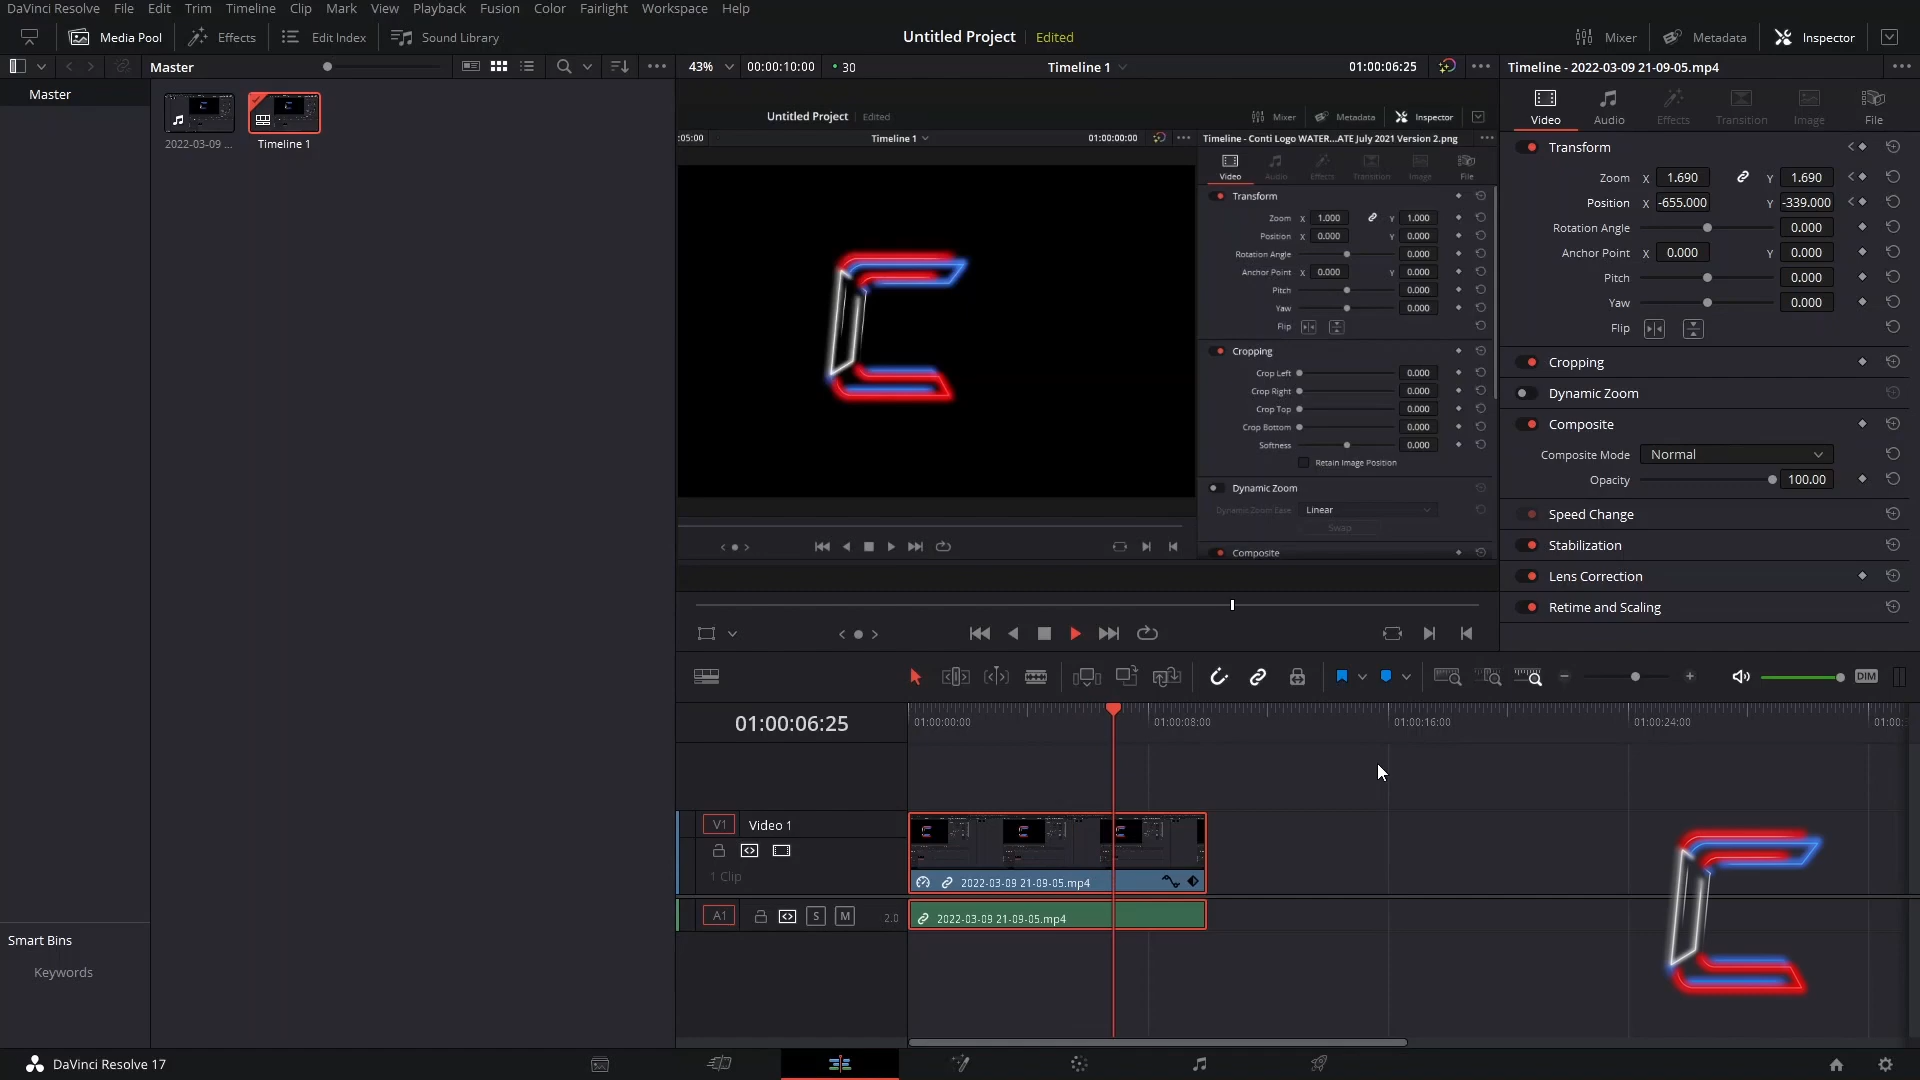 DaVinci Resolve File Edit Trim Timeline Clip Mark View Playback Fusion Color Fairlight Workspace Help
Media Pool Effects Edit Index Sound Library Untitled Project Edited Mixer Metadata Inspector
Master 43% 00:00:10:00 30 Timeline 1 01:00:06:25 Timeline - 2022-03-09 21-09-05.mp4
Master
2022-03-09 ... Timeline 1
Untitled Project Edited Mixer Metadata Inspector
:05:00 Timeline 1 01:00:00:00 Timeline - Conti Logo WATER...ATE July 2021 Version 2.png
Video Audio Effects Transition Image File
Transform
Zoom X 1.000 Y 1.000
Position X 0.000 Y 0.000
Rotation Angle 0.000
Anchor Point X 0.000 Y 0.000
Pitch 0.000
Yaw 0.000
Flip
Cropping
Crop Left 0.000
Crop Right 0.000
Crop Top 0.000
Crop Bottom 0.000
Softness 0.000
Retain Image Position
Dynamic Zoom
Dynamic Zoom Ease Linear
Swap
Composite
Video Audio Effects Transition Image File
Transform
Zoom X 1.690 Y 1.690
Position X -655.000 Y -339.000
Rotation Angle 0.000
Anchor Point X 0.000 Y 0.000
Pitch 0.000
Yaw 0.000
Flip
Cropping
Dynamic Zoom
Composite
Composite Mode Normal
Opacity 100.00
Speed Change
Stabilization
Lens Correction
Retime and Scaling
DIM
01:00:06:25 01:00:00:00 01:00:08:00 01:00:16:00 01:00:24:00 01:00:
V1 Video 1
1 Clip
2022-03-09 21-09-05.mp4
A1 S M 2.0 2022-03-09 21-09-05.mp4
Smart Bins
Keywords
DaVinci Resolve 17